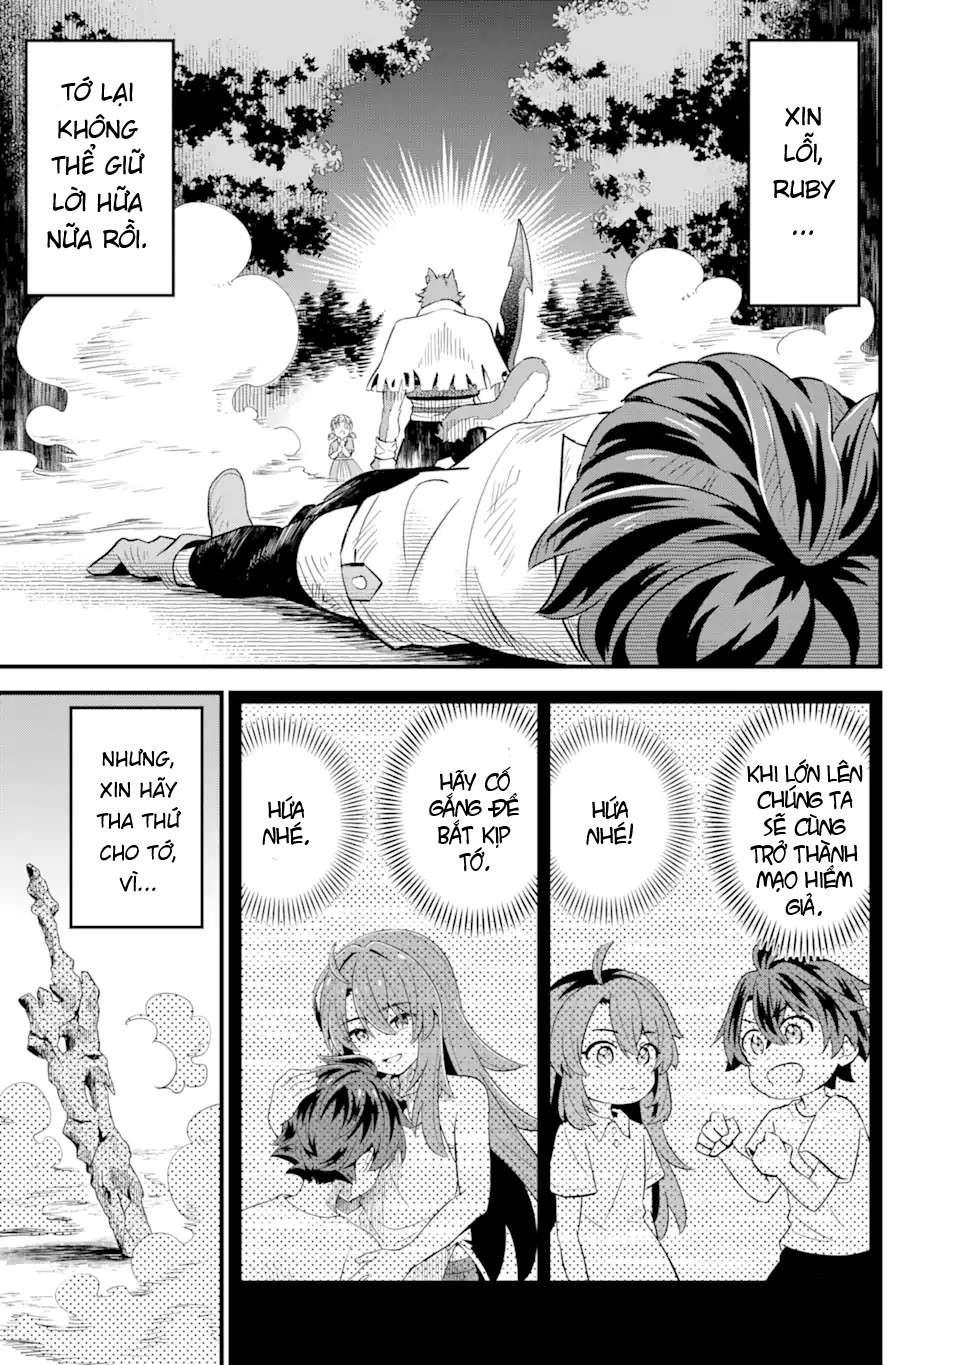 XIN
LỖI,
RUBY
...
TỚ LẠI
KHÔNG
THỂ GIỮ
LỜI HỨA
NỮA RỒI.
KHI LỚN LÊN
CHÚNG TA
SẼ CÙNG
TRỞ THÀNH
MẠO HIỂM
GIẢ.
HỨA
NHÉ!
HÃY CỐ
GẮNG ĐỂ
BẮT KỊP
TỚ.
HỨA
NHÉ.
NHƯNG,
XIN HÃY
THA THỨ
CHO TỚ,
VÌ...